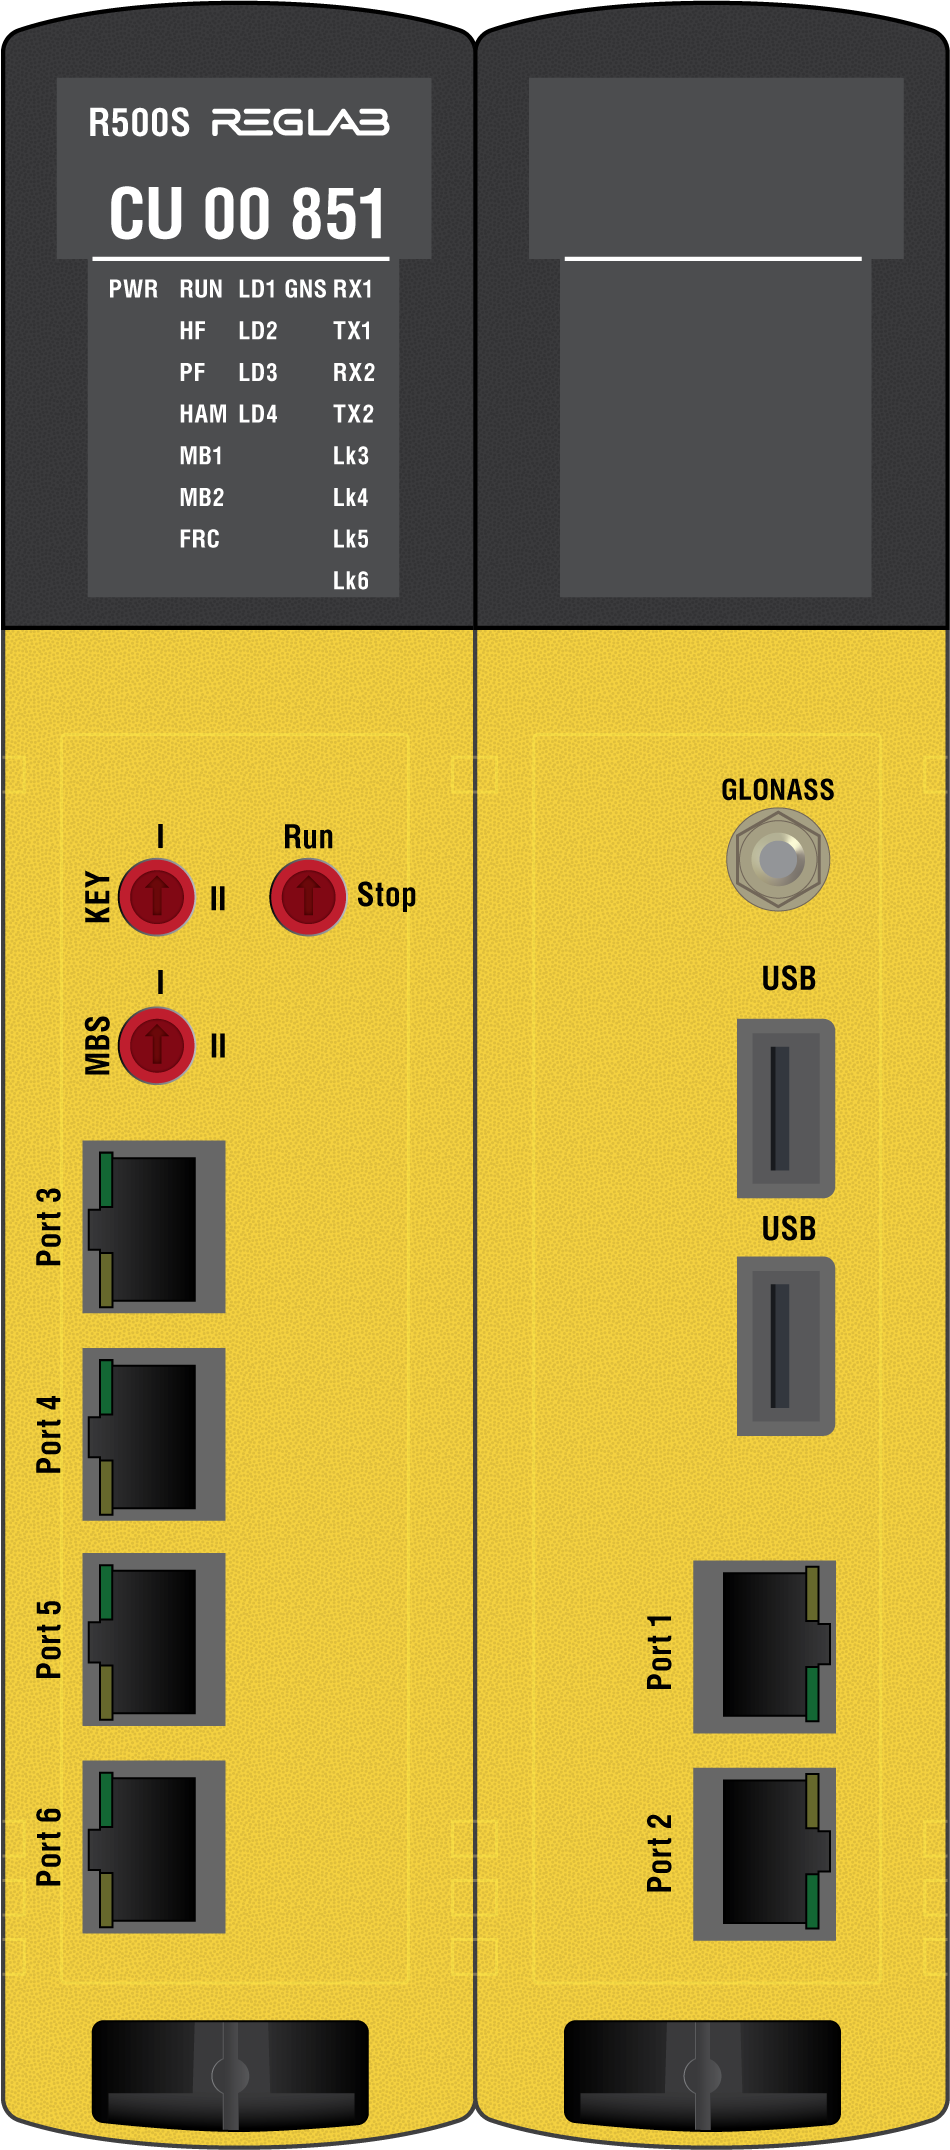 R500S REGLAB
CU 00 851
PWR RUN LD1 GNS RX1
HF LD2 TX1
PF LD3 RX2
HAM LD4 TX2
MB1 Lk3
MB2 Lk4
FRC Lk5
Lk6
I
KEY
II
Run
Stop
I
MBS
II
Port 3
Port 4
Port 5
Port 6
GLONASS
USB
USB
Port 1
Port 2